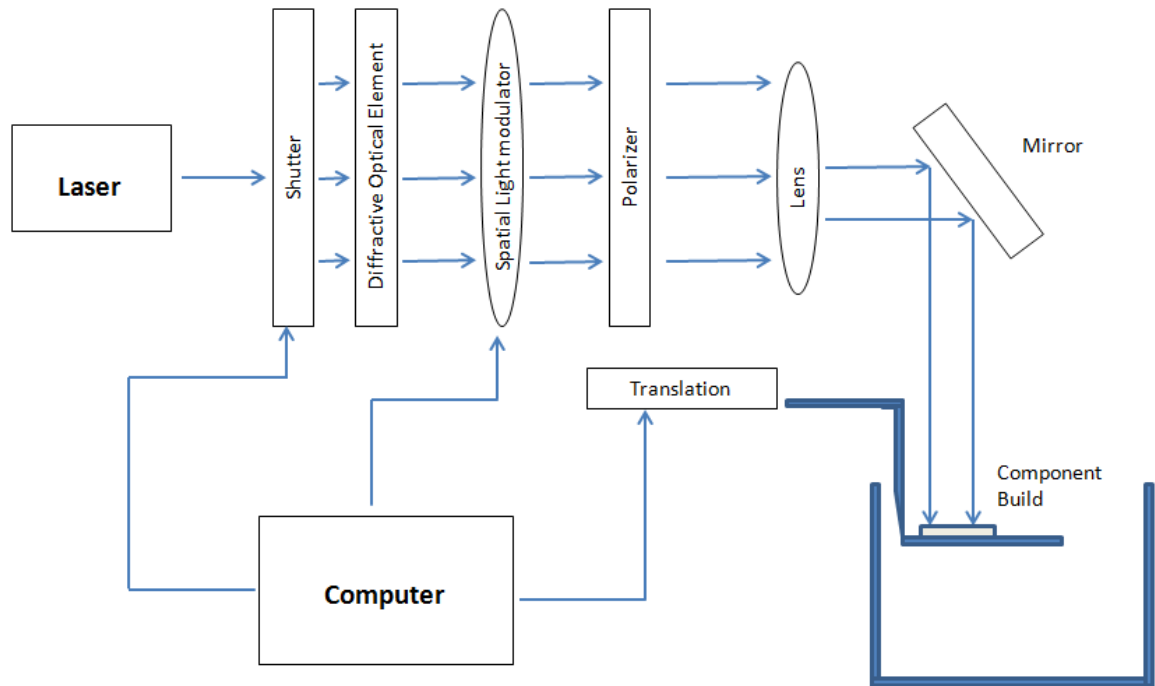 Laser
Shutter
Diffractive Optical Element
Spatial Light modulator
Polarizer
Lens
Mirror
Translation
Component
Build
Computer